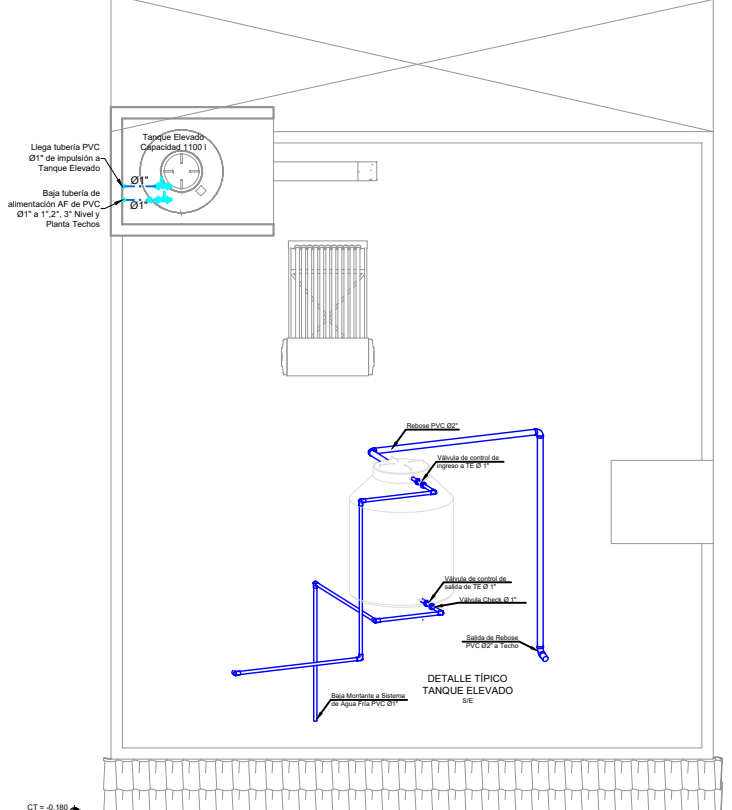 Tanque Elevado
Capacidad 1100 l
Llega tubería PVC
Ø1" de impulsión a
Tanque Elevado
Ø1"
Baja tubería de
alimentación AF de PVC
Ø1" a 1°,2°, 3° Nivel y
Planta Techos
Ø1"
Rebose PVC Ø2"
Válvula de control de
ingreso a TE Ø 1"
Válvula de control de
salida de TE Ø 1"
Válvula Check Ø 1"
Salida de Rebose
PVC Ø2" a Techo
DETALLE TÍPICO
TANQUE ELEVADO
S/E
Baja Montante a Sistema
de Agua Fria PVC Ø1"
CT = -0.180